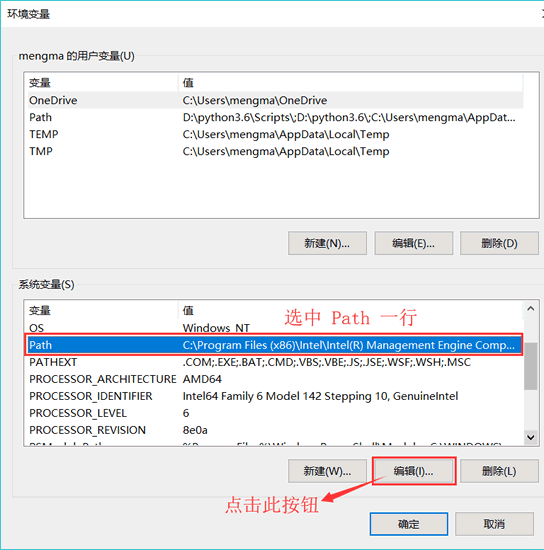 环境变量
mengma 的用户变量(U)
变量 值
OneDrive C:\Users\mengma\OneDrive
Path D:\python3.6\Scripts\;D:\python3.6\;C:\Users\mengma\AppDat...
TEMP C:\Users\mengma\AppData\Local\Temp
TMP C:\Users\mengma\AppData\Local\Temp
新建(N)... 编辑(E)... 删除(D)
系统变量(S)
变量 值
选中 Path 一行
OS Windows_NT
Path C:\Program Files (x86)\Intel\Intel(R) Management Engine Comp...
PATHEXT .COM;.EXE;.BAT;.CMD;.VBS;.VBE;.JS;.JSE;.WSF;.WSH;.MSC
PROCESSOR_ARCHITECTURE AMD64
PROCESSOR_IDENTIFIER Intel64 Family 6 Model 142 Stepping 10, GenuineIntel
PROCESSOR_LEVEL 6
PROCESSOR_REVISION 8e0a
新建(W)... 编辑(I)... 删除(L)
点击此按钮
确定 取消